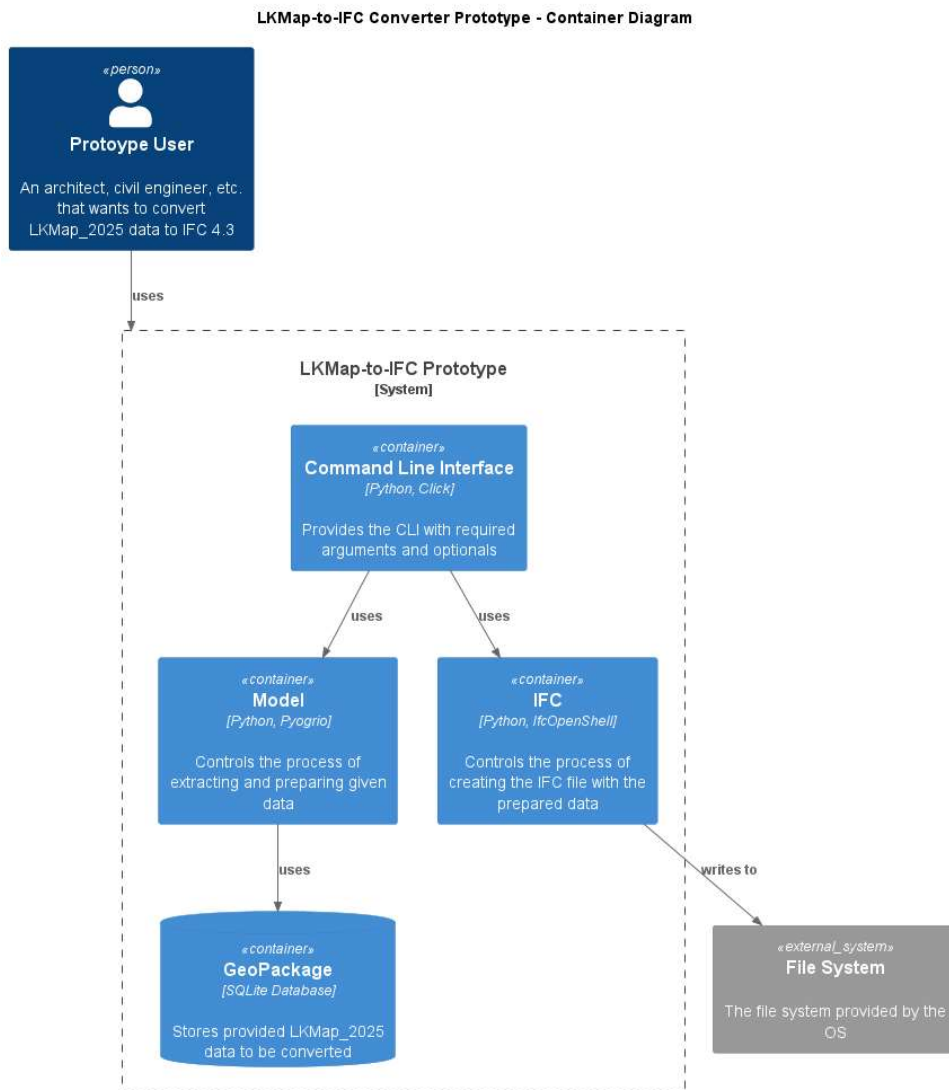 LKMap-to-IFC Converter Prototype - Container Diagram
«person»
Protoype User
An architect, civil engineer, etc.
that wants to convert
LKMap_2025 data to IFC 4.3
uses
LKMap-to-IFC Prototype
[System]
«container»
Command Line Interface
[Python, Click]
Provides the CLI with required
arguments and optionals
uses
uses
«container»
Model
[Python, Pyogrio]
Controls the process of
extracting and preparing given
data
«container»
IFC
[Python, IfcOpenShell]
Controls the process of
creating the IFC file with the
prepared data
uses
writes to
«container»
GeoPackage
[SQLite Database]
Stores provided LKMap_2025
data to be converted
«external_system»
File System
The file system provided by the
OS